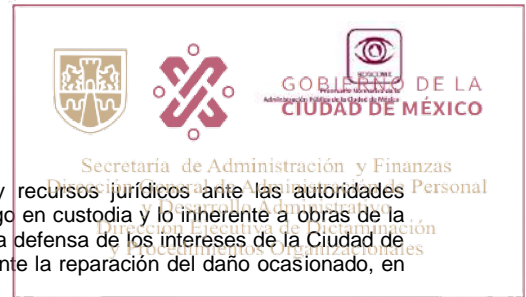 GOBIERNO DE LA
CIUDAD DE MÉXICO
Secretaría de Administración y Finanzas
Dirección General de Administración de Personal
y Desarrollo Administrativo
Dirección Ejecutiva de Dictaminación
y Procedimientos Organizacionales
y recursos jurídicos ante las autoridades
go en custodia y lo inherente a obras de la
a defensa de los intereses de la Ciudad de
nte la reparación del daño ocasionado, en